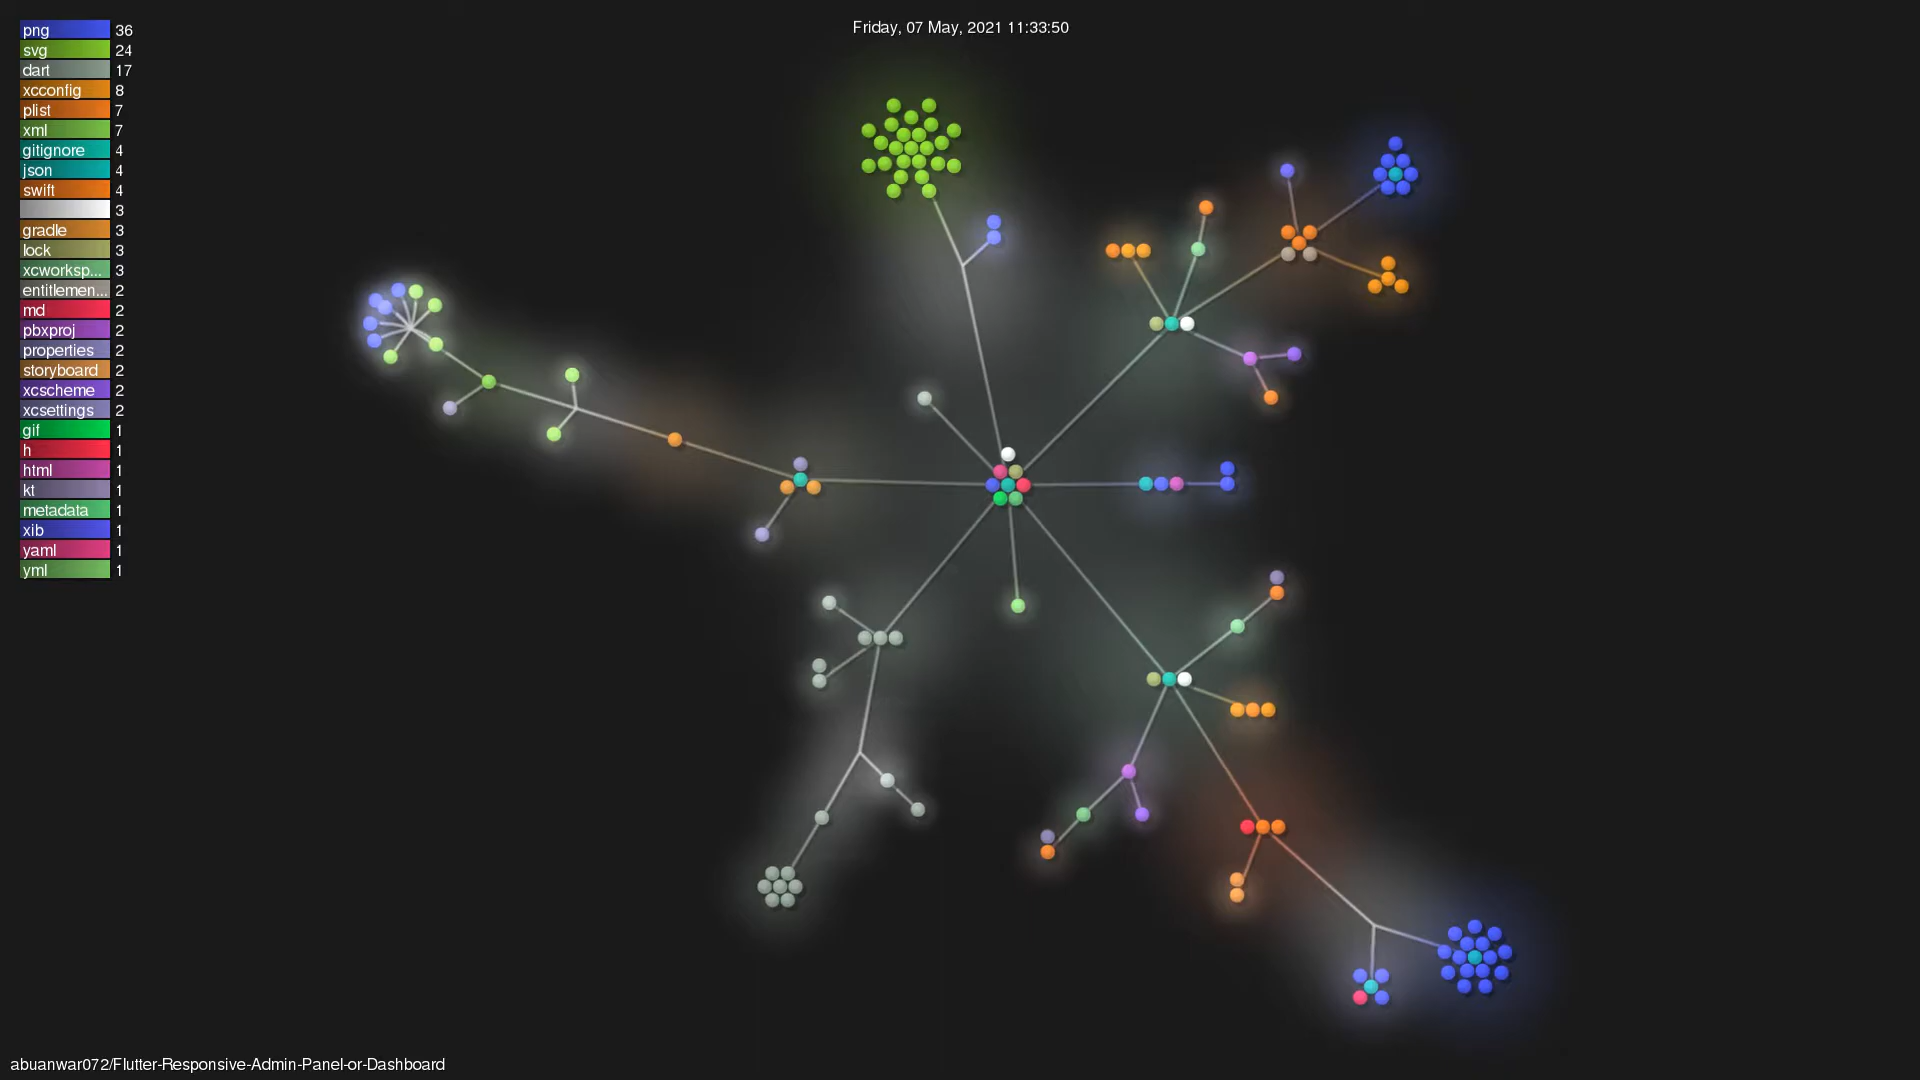 Friday, 07 May, 2021 11:33:50
png 36
svg 24
dart 17
xcconfig 8
plist 7
xml 7
gitignore 4
json 4
swift 4
3
gradle 3
lock 3
xcworksp... 3
entitlemen... 2
md 2
pbxproj 2
properties 2
storyboard 2
xcscheme 2
xcsettings 2
gif 1
h 1
html 1
kt 1
metadata 1
xib 1
yaml 1
yml 1
abuanwar072/Flutter-Responsive-Admin-Panel-or-Dashboard